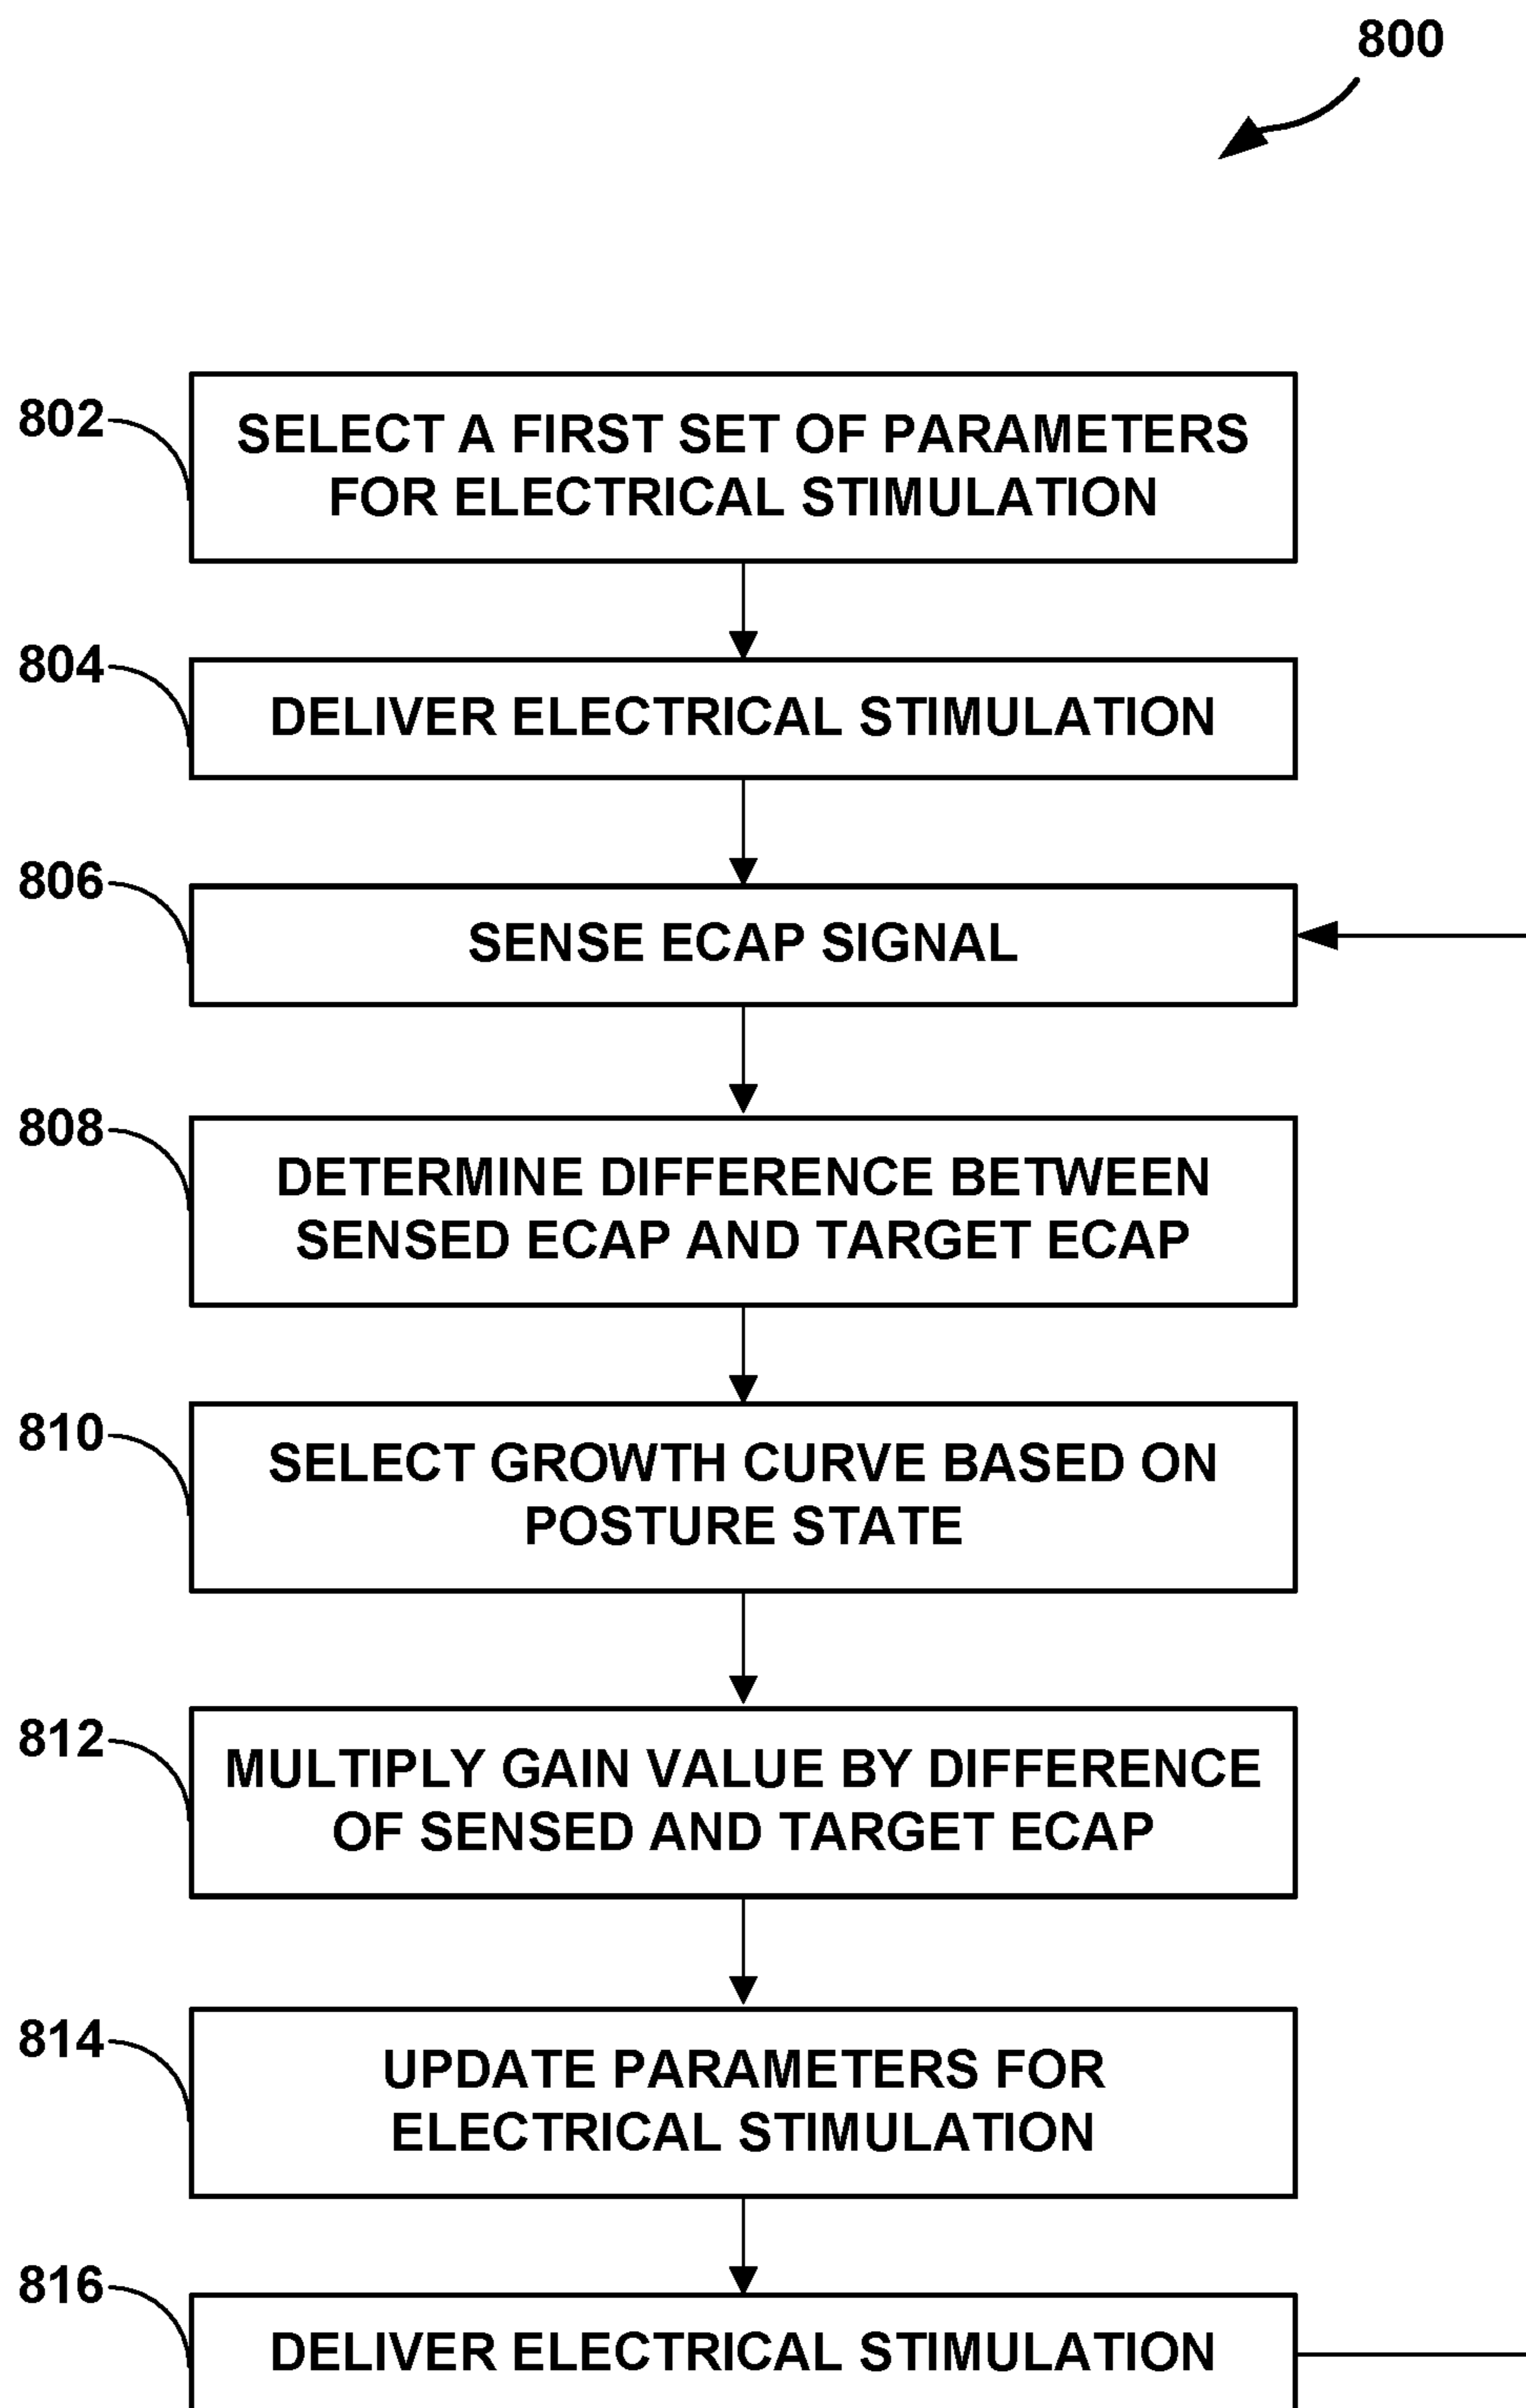 800
802
SELECT A FIRST SET OF PARAMETERS
FOR ELECTRICAL STIMULATION
804
DELIVER ELECTRICAL STIMULATION
806
SENSE ECAP SIGNAL
808
DETERMINE DIFFERENCE BETWEEN
SENSED ECAP AND TARGET ECAP
810
SELECT GROWTH CURVE BASED ON
POSTURE STATE
812
MULTIPLY GAIN VALUE BY DIFFERENCE
OF SENSED AND TARGET ECAP
814
UPDATE PARAMETERS FOR
ELECTRICAL STIMULATION
816
DELIVER ELECTRICAL STIMULATION